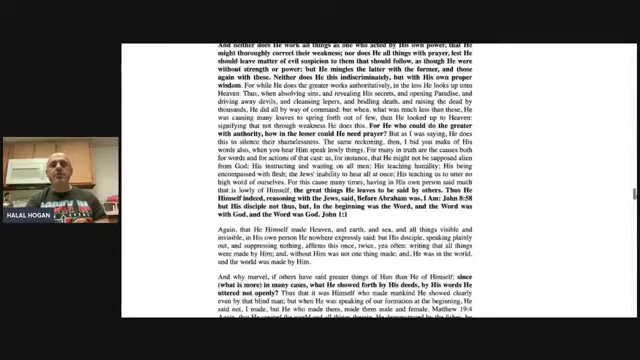 And neither does He work all things as one who acted by His own power, that He
might thoroughly correct their weakness; nor does He all things with prayer, lest He
should leave matter of evil suspicion to them that should follow, as though He were
without strength or power: but He mingles the latter with the former, and those
again with these. Neither does He this indiscriminately, but with His own proper
wisdom. For while He does the greater works authoritatively, in the less He looks up unto
Heaven. Thus, when absolving sins, and revealing His secrets, and opening Paradise, and
driving away devils, and cleansing lepers, and bridling death, and raising the dead by
thousands, He did all by way of command: but when, what was much less than these, He
was causing many loaves to spring forth out of few, then He looked up to Heaven:
signifying that not through weakness He does this. For He who could do the greater
with authority, how in the lesser could He need prayer? But as I was saying, He does
this to silence their shamelessness. The same reckoning, then, I bid you make of His
words also, when you hear Him speak lowly things. For many in truth are the causes both
for words and for actions of that cast: us, for instance, that He might not be supposed alien
from God; His instructing and waiting on all men; His teaching humility; His being
encompassed with flesh; the Jews' inability to hear all at once; His teaching us to utter no
high word of ourselves. For this cause many times, having in His own person said much
that is lowly of Himself, the great things He leaves to be said by others. Thus He
Himself indeed, reasoning with the Jews, said, Before Abraham was, I Am: John 8:58
but His disciple not thus, but, In the beginning was the Word, and the Word was
with God, and the Word was God. John 1:1
Again, that He Himself made Heaven, and earth, and sea, and all things visible and
invisible, in His own person He nowhere expressly said: but His disciple, speaking plainly
out, and suppressing nothing, affirms this once, twice, yea often: writing that all things
were made by Him; and, without Him was not one thing made; and, He was in the world,
and the world was made by Him.
And why marvel, if others have said greater things of Him than He of Himself; since
(what is more) in many cases, what He showed forth by His deeds, by His words He
uttered not openly? Thus that it was Himself who made mankind He showed clearly
even by that blind man; but when He was speaking of our formation at the beginning, He
said not, I made, but He who made them, made them male and female. Matthew 19:4
Again, that He created the world and all things therein, He demonstrated by the fishes, by
HALAL HOGAN